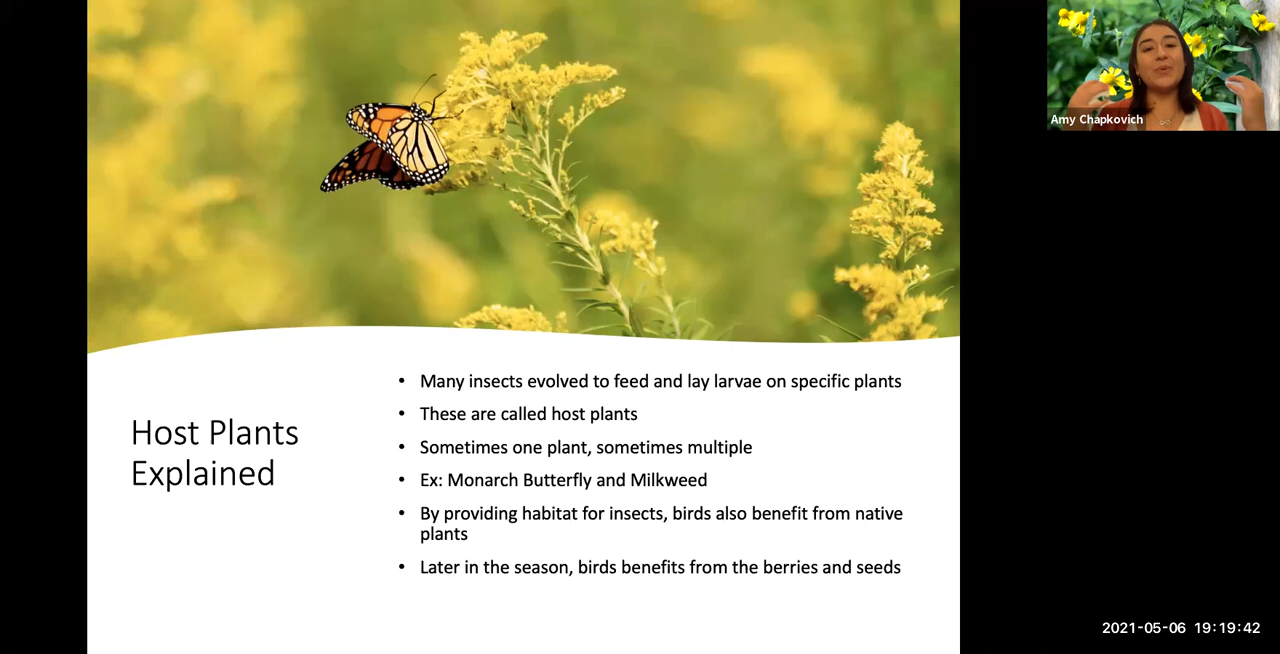 Amy Chapkovich
Host Plants
Explained
• Many insects evolved to feed and lay larvae on specific plants
• These are called host plants
• Sometimes one plant, sometimes multiple
• Ex: Monarch Butterfly and Milkweed
• By providing habitat for insects, birds also benefit from native
plants
• Later in the season, birds benefits from the berries and seeds
2021-05-06 19:19:42